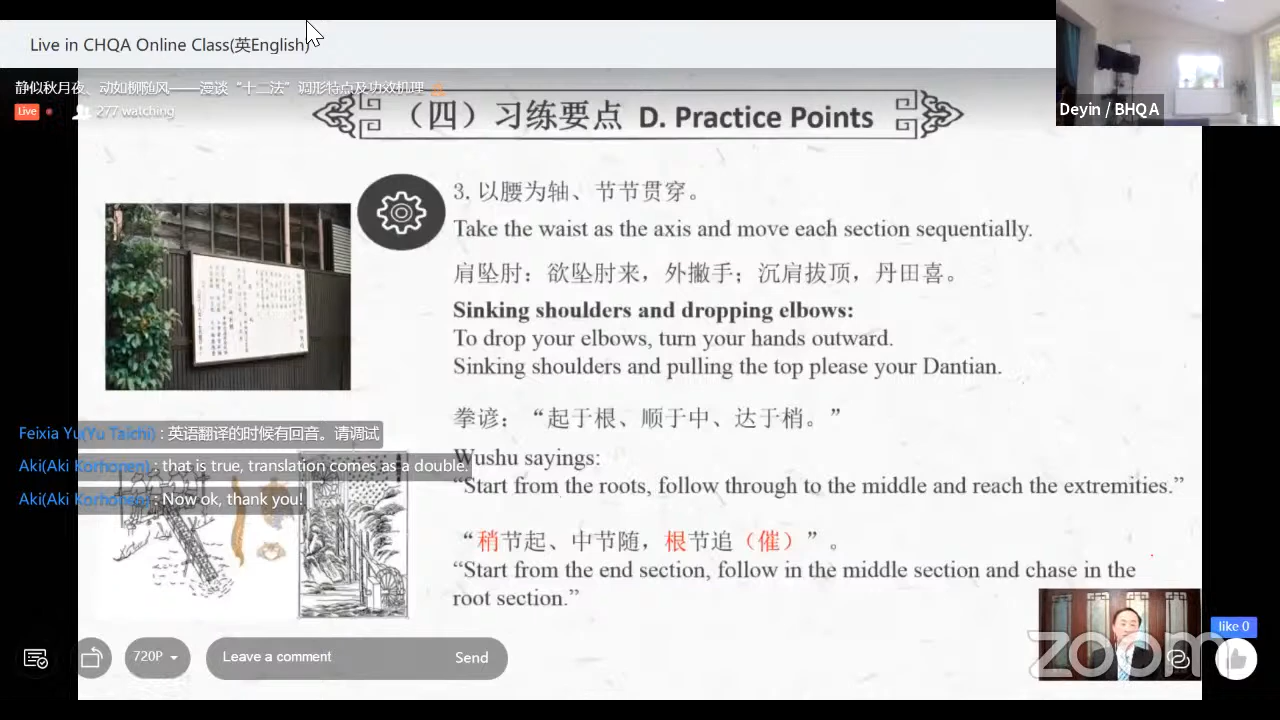 Live in CHQA Online Class(英English)
静似秋月夜、动如柳随风——漫谈“十二法”调形特点及功效机理
Live
277 watching
Deyin / BHQA
（四）习练要点 D. Practice Points
3. 以腰为轴、节节贯穿。
Take the waist as the axis and move each section sequentially.
肩坠肘：欲坠肘来，外撇手；沉肩拔顶，丹田喜。
Sinking shoulders and dropping elbows:
To drop your elbows, turn your hands outward.
Sinking shoulders and pulling the top please your Dantian.
拳谚：“起于根、顺于中、达于梢。”
Wushu sayings:
“Start from the roots, follow through to the middle and reach the extremities.”
“稍节起、中节随，根节追（催）”。
“Start from the end section, follow in the middle section and chase in the
root section.”
Feixia Yu(Yu Taichi) : 英语翻译的时候有回音。请调试
Aki(Aki Korhonen) : that is true, translation comes as a double.
Aki(Aki Korhonen) : Now ok, thank you!
720P
Leave a comment
Send
zoom
like 0